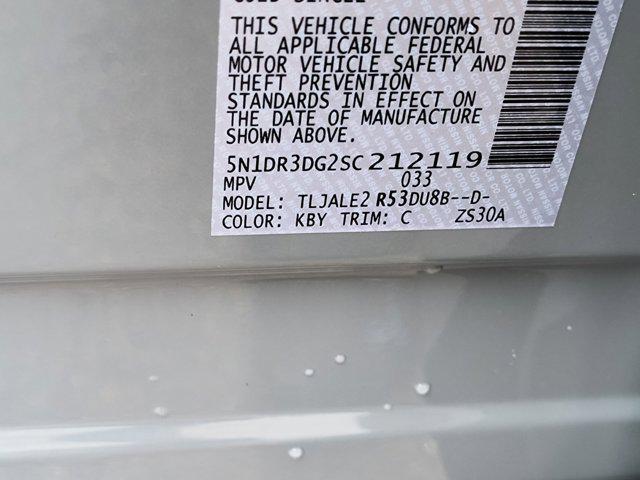 THIS VEHICLE CONFORMS TO
ALL APPLICABLE FEDERAL
MOTOR VEHICLE SAFETY AND
THEFT PREVENTION
STANDARDS IN EFFECT ON
THE DATE OF MANUFACTURE
SHOWN ABOVE.
5N1DR3DG2SC212119
MPV 033
MODEL: TLJALE2 R53DU8B--D-
COLOR: KBY TRIM: C ZS30A